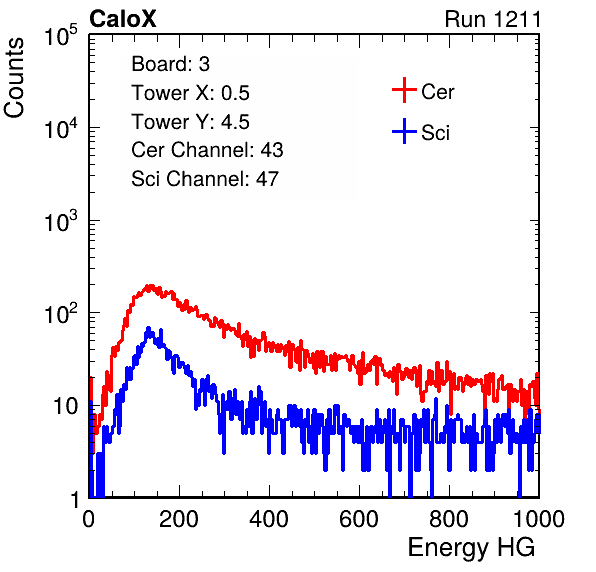 CaloX Run 1211
Counts
10^5
10^4
10^3
10^2
10
1
Board: 3
Tower X: 0.5
Tower Y: 4.5
Cer Channel: 43
Sci Channel: 47
Cer
Sci
0 200 400 600 800 1000
Energy HG